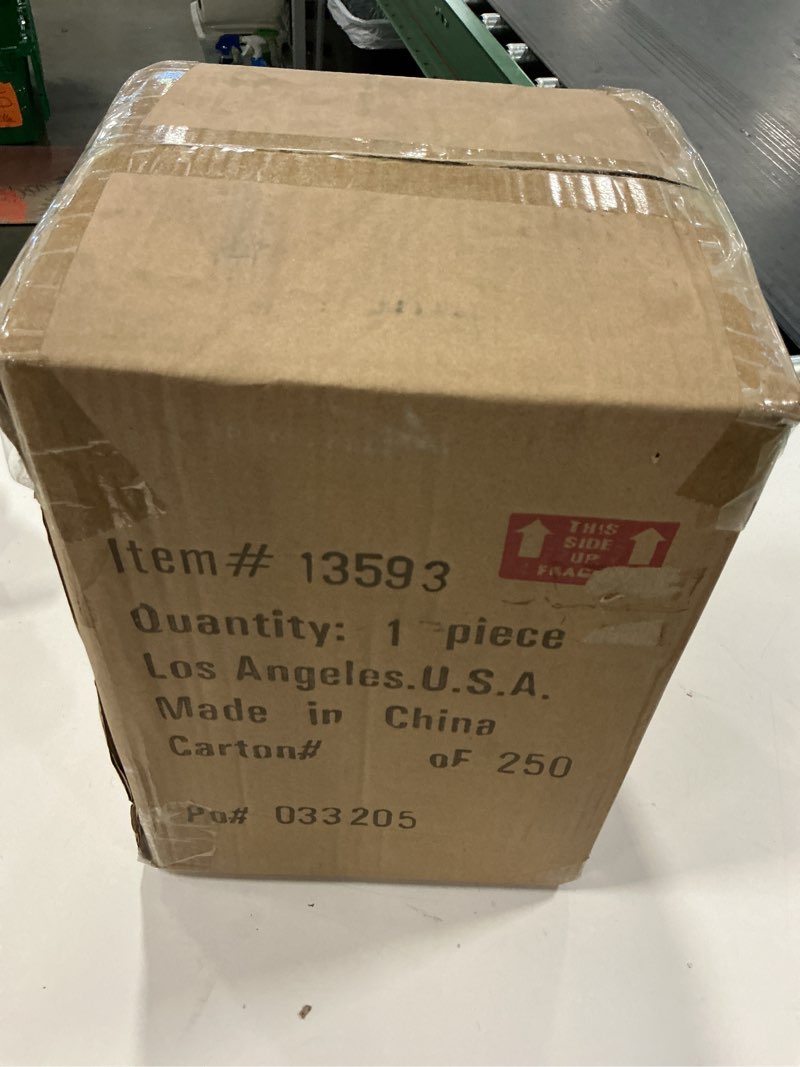 Item# 13593
THIS
SIDE
UP
Quantity: 1 piece
Los Angeles.U.S.A.
Made in China
Carton# oF 250
Po# 033205